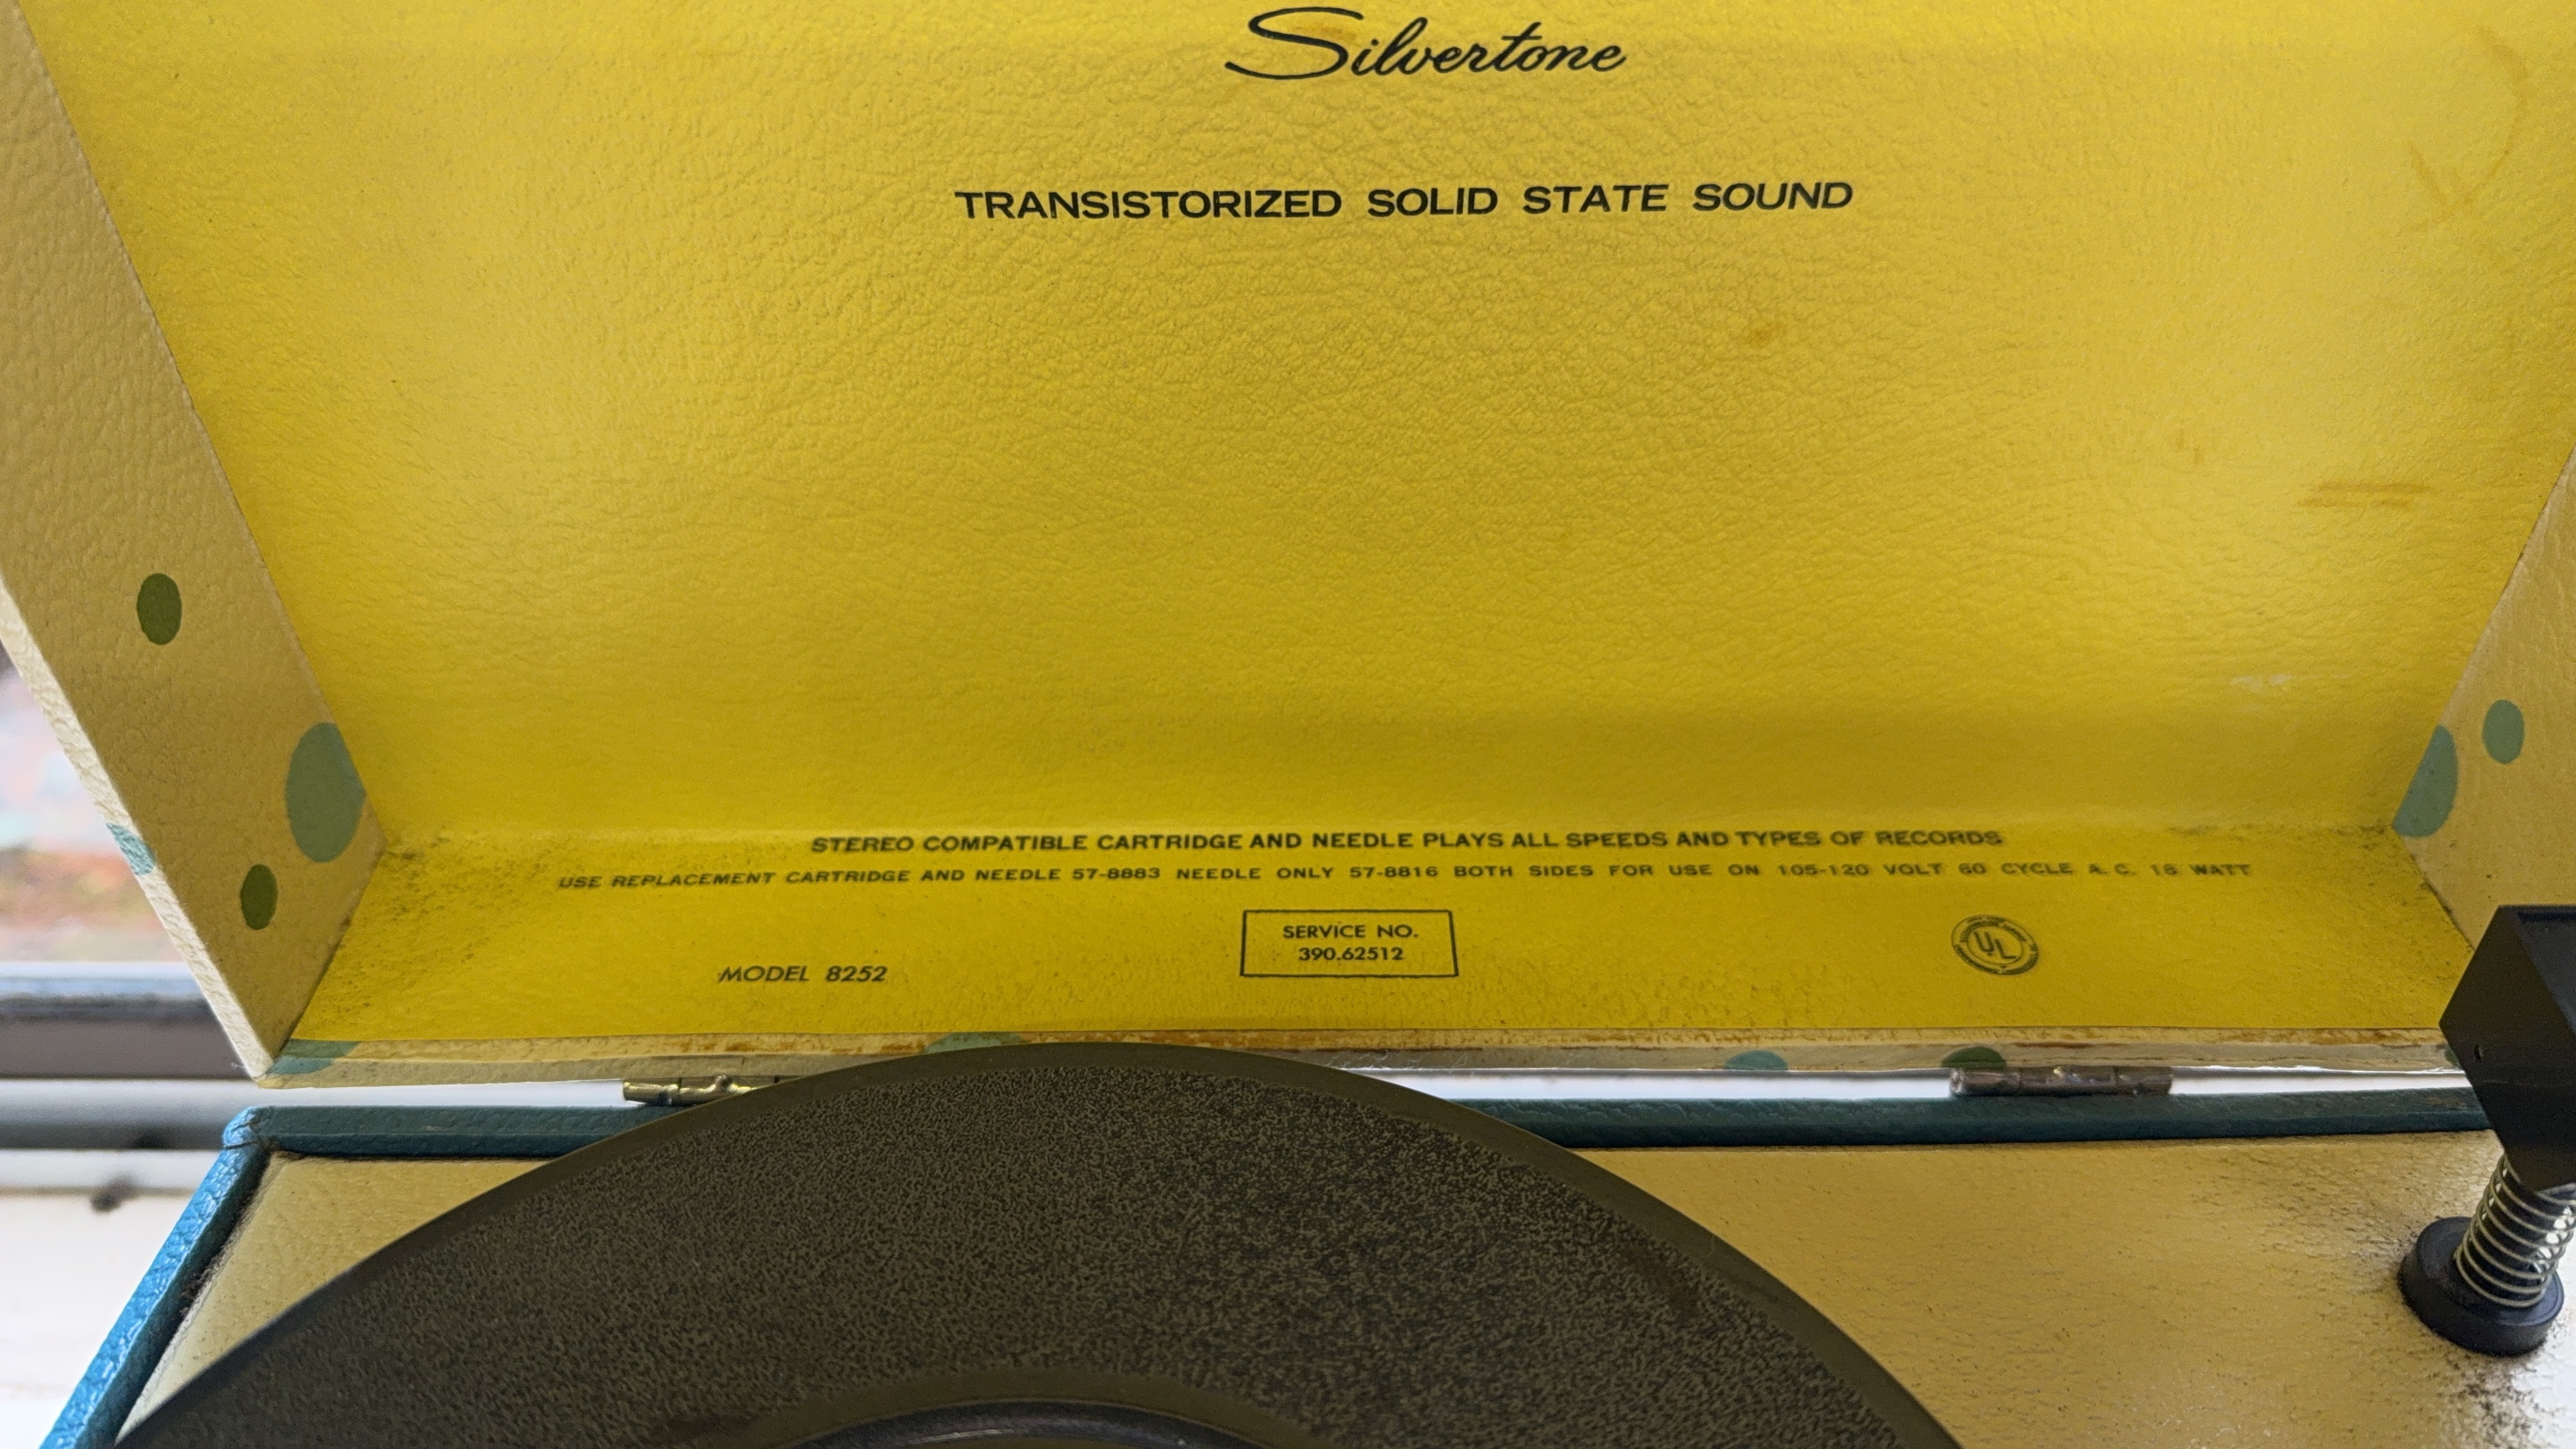 Silvertone
TRANSISTORIZED SOLID STATE SOUND
STEREO COMPATIBLE CARTRIDGE AND NEEDLE PLAYS ALL SPEEDS AND TYPES OF RECORDS
USE REPLACEMENT CARTRIDGE AND NEEDLE 57-8883 NEEDLE ONLY 57-8816 BOTH SIDES FOR USE ON 105-120 VOLT 60 CYCLE A.C. 18 WATT
SERVICE NO.
390.62512
MODEL 8252
UL